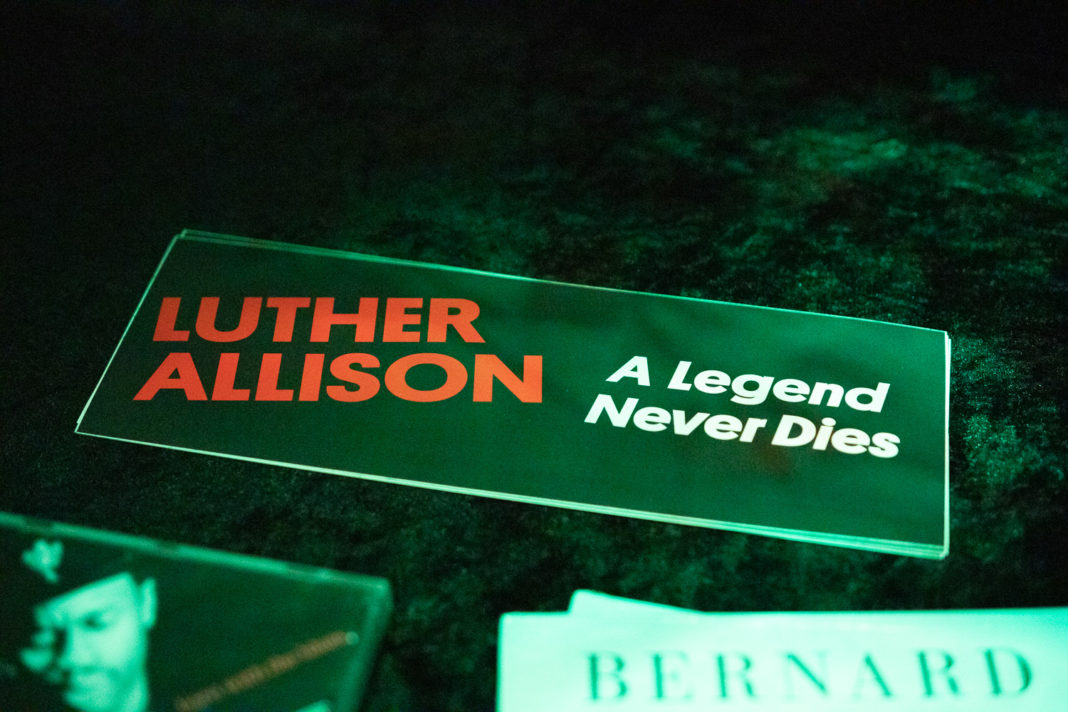 LUTHER
ALLISON
A Legend
Never Dies
BERNARD